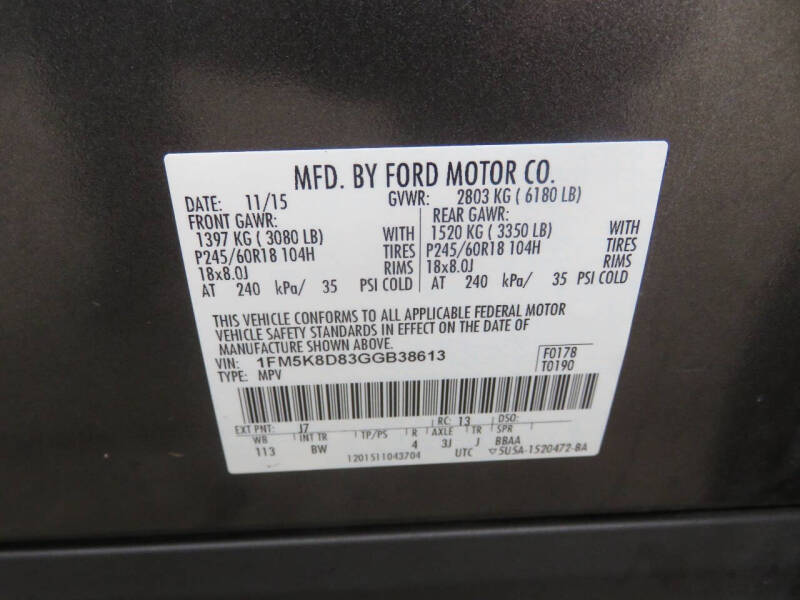 MFD. BY FORD MOTOR CO.
DATE: 11/15 GVWR: 2803 KG ( 6180 LB)
FRONT GAWR: REAR GAWR:
1397 KG ( 3080 LB) WITH 1520 KG ( 3350 LB) WITH
P245/60R18 104H TIRES P245/60R18 104H TIRES
18x8.0J RIMS 18x8.0J RIMS
AT 240 kPa/ 35 PSI COLD AT 240 kPa/ 35 PSI COLD
THIS VEHICLE CONFORMS TO ALL APPLICABLE FEDERAL MOTOR
VEHICLE SAFETY STANDARDS IN EFFECT ON THE DATE OF
MANUFACTURE SHOWN ABOVE.
VIN: 1FM5K8D83GGB38613 F0178
TYPE: MPV T0190
EXT PNT: J7 RC: 13 DSO:
WB INT TR TP/PS R AXLE TR SPR
113 BW 4 3J J BBAA
1201511043704 UTC ▽5U5A-1520472-BA